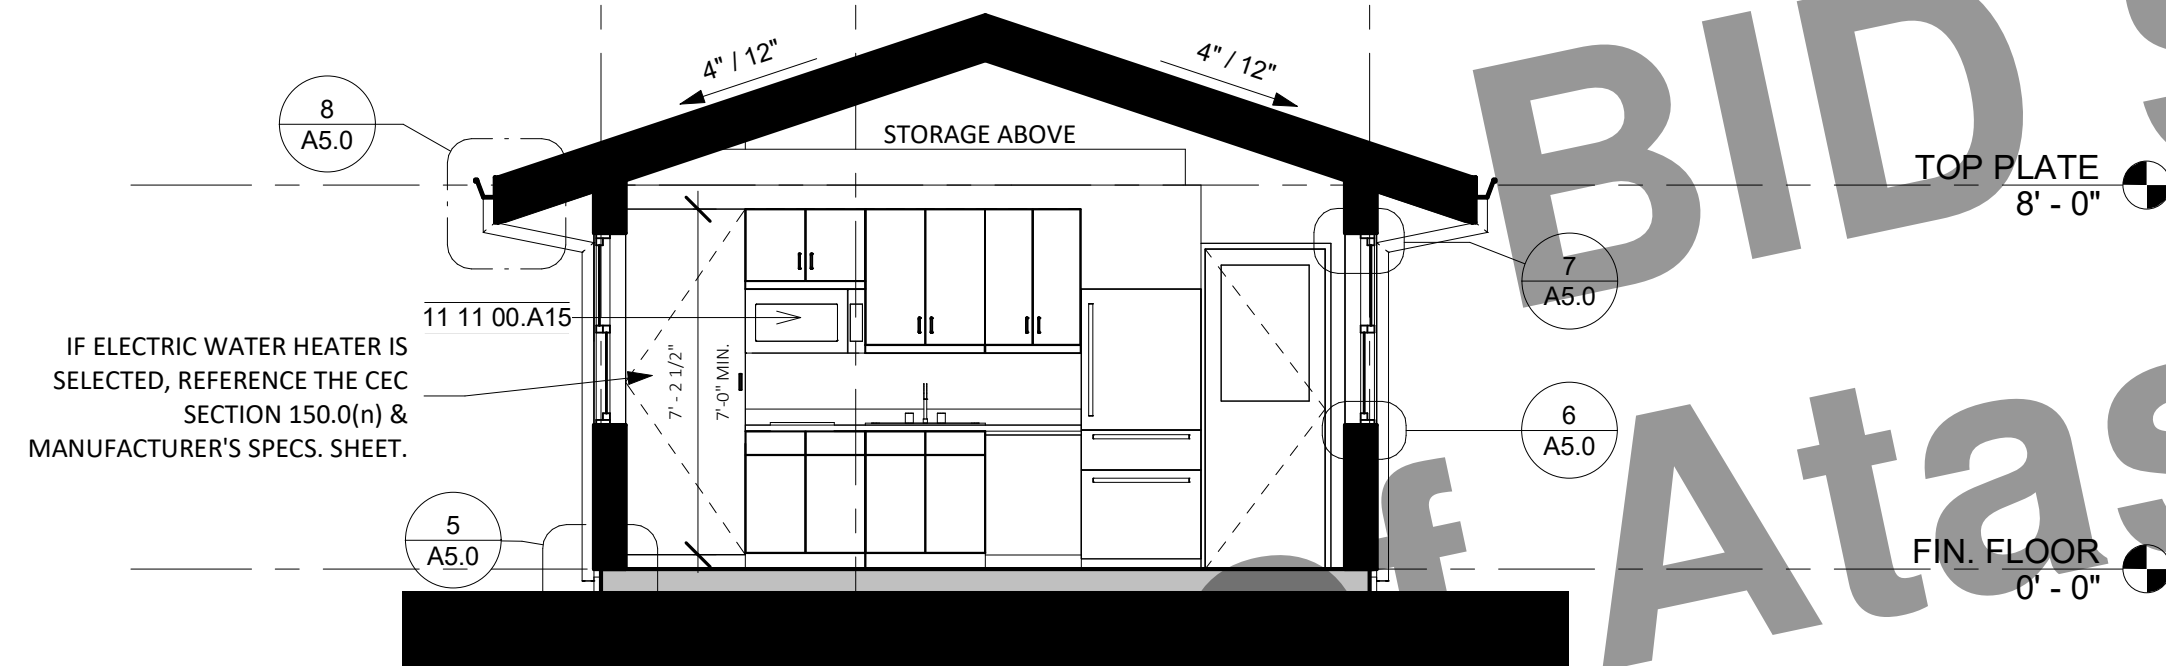 4" / 12"
4" / 12"
8
A5.0
STORAGE ABOVE
TOP PLATE
8' - 0"
7
A5.0
11 11 00.A15
IF ELECTRIC WATER HEATER IS
SELECTED, REFERENCE THE CEC
SECTION 150.0(n) &
MANUFACTURER'S SPECS. SHEET.
7' - 2 1/2"
7'-0" MIN.
6
A5.0
5
A5.0
FIN. FLOOR
0' - 0"
BID
of Atas